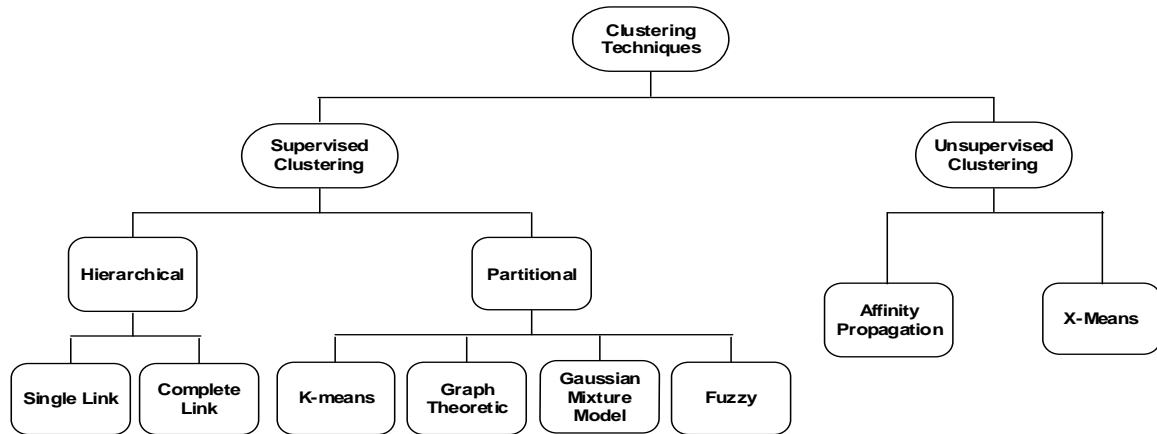 Clustering
Techniques
Supervised
Clustering
Unsupervised
Clustering
Hierarchical
Partitional
Affinity
Propagation
X-Means
Single Link
Complete
Link
K-means
Graph
Theoretic
Gaussian
Mixture
Model
Fuzzy